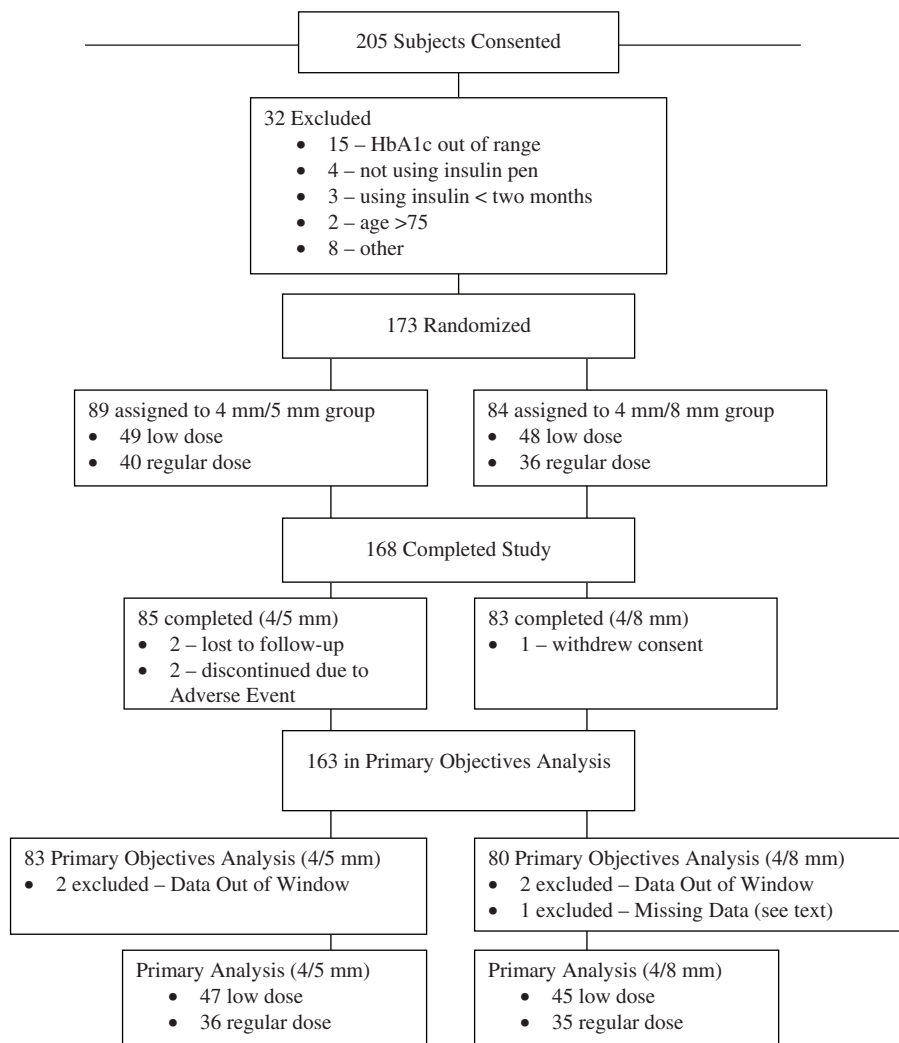 205 Subjects Consented
32 Excluded
• 15 – HbA1c out of range
• 4 – not using insulin pen
• 3 – using insulin < two months
• 2 – age >75
• 8 – other
173 Randomized
89 assigned to 4 mm/5 mm group
• 49 low dose
• 40 regular dose
84 assigned to 4 mm/8 mm group
• 48 low dose
• 36 regular dose
168 Completed Study
85 completed (4/5 mm)
• 2 – lost to follow-up
• 2 – discontinued due to
Adverse Event
83 completed (4/8 mm)
• 1 – withdrew consent
163 in Primary Objectives Analysis
83 Primary Objectives Analysis (4/5 mm)
• 2 excluded – Data Out of Window
80 Primary Objectives Analysis (4/8 mm)
• 2 excluded – Data Out of Window
• 1 excluded – Missing Data (see text)
Primary Analysis (4/5 mm)
• 47 low dose
• 36 regular dose
Primary Analysis (4/8 mm)
• 45 low dose
• 35 regular dose